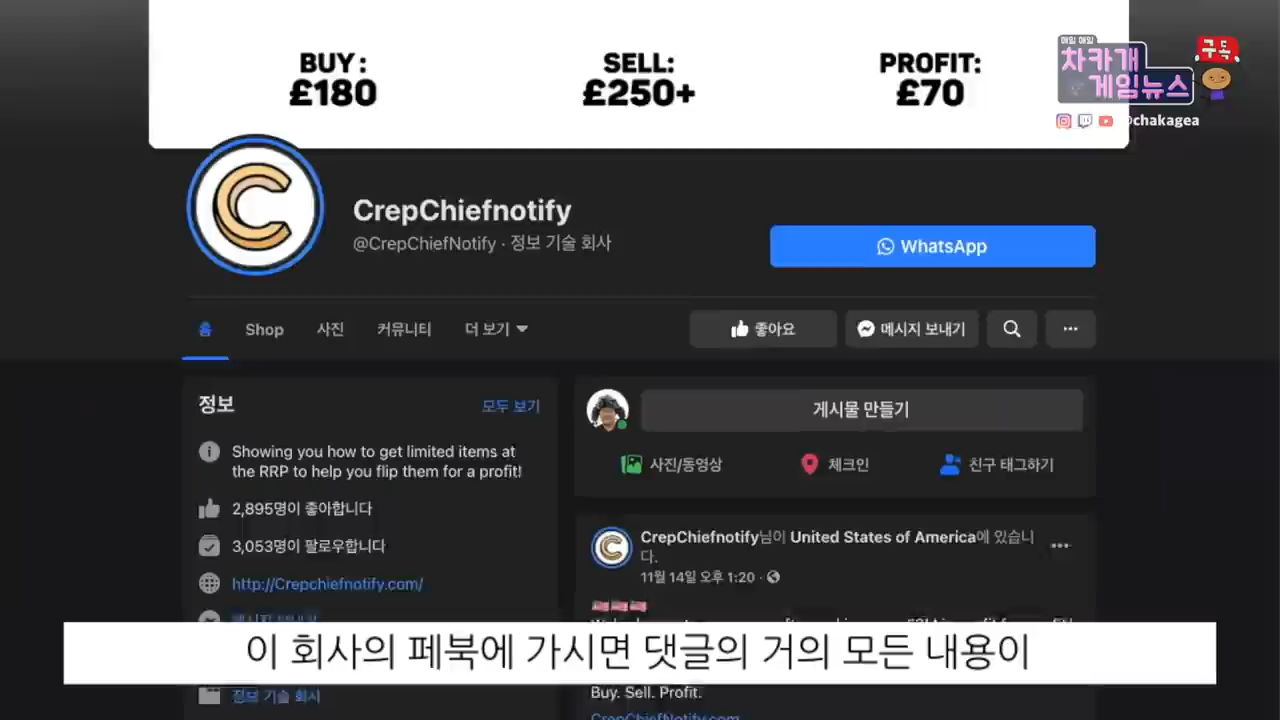 BUY: SELL: PROFIT:
£180 £250+ £70
매일 매일
차카개
게임뉴스
구독
@chakagea
CrepChiefnotify
@CrepChiefNotify · 정보 기술 회사
WhatsApp
홈 Shop 사진 커뮤니티 더 보기
좋아요 메시지 보내기
정보 모두 보기
Showing you how to get limited items at
the RRP to help you flip them for a profit!
2,895명이 좋아합니다
3,053명이 팔로우합니다
http://Crepchiefnotify.com/
게시물 만들기
사진/동영상 체크인 친구 태그하기
CrepChiefnotify님이 United States of America에 있습니
다.
11월 14일 오후 1:20
이 회사의 페북에 가시면 댓글의 거의 모든 내용이
정보 기술 회사
Buy. Sell. Profit.
CrepChiefNotify.com